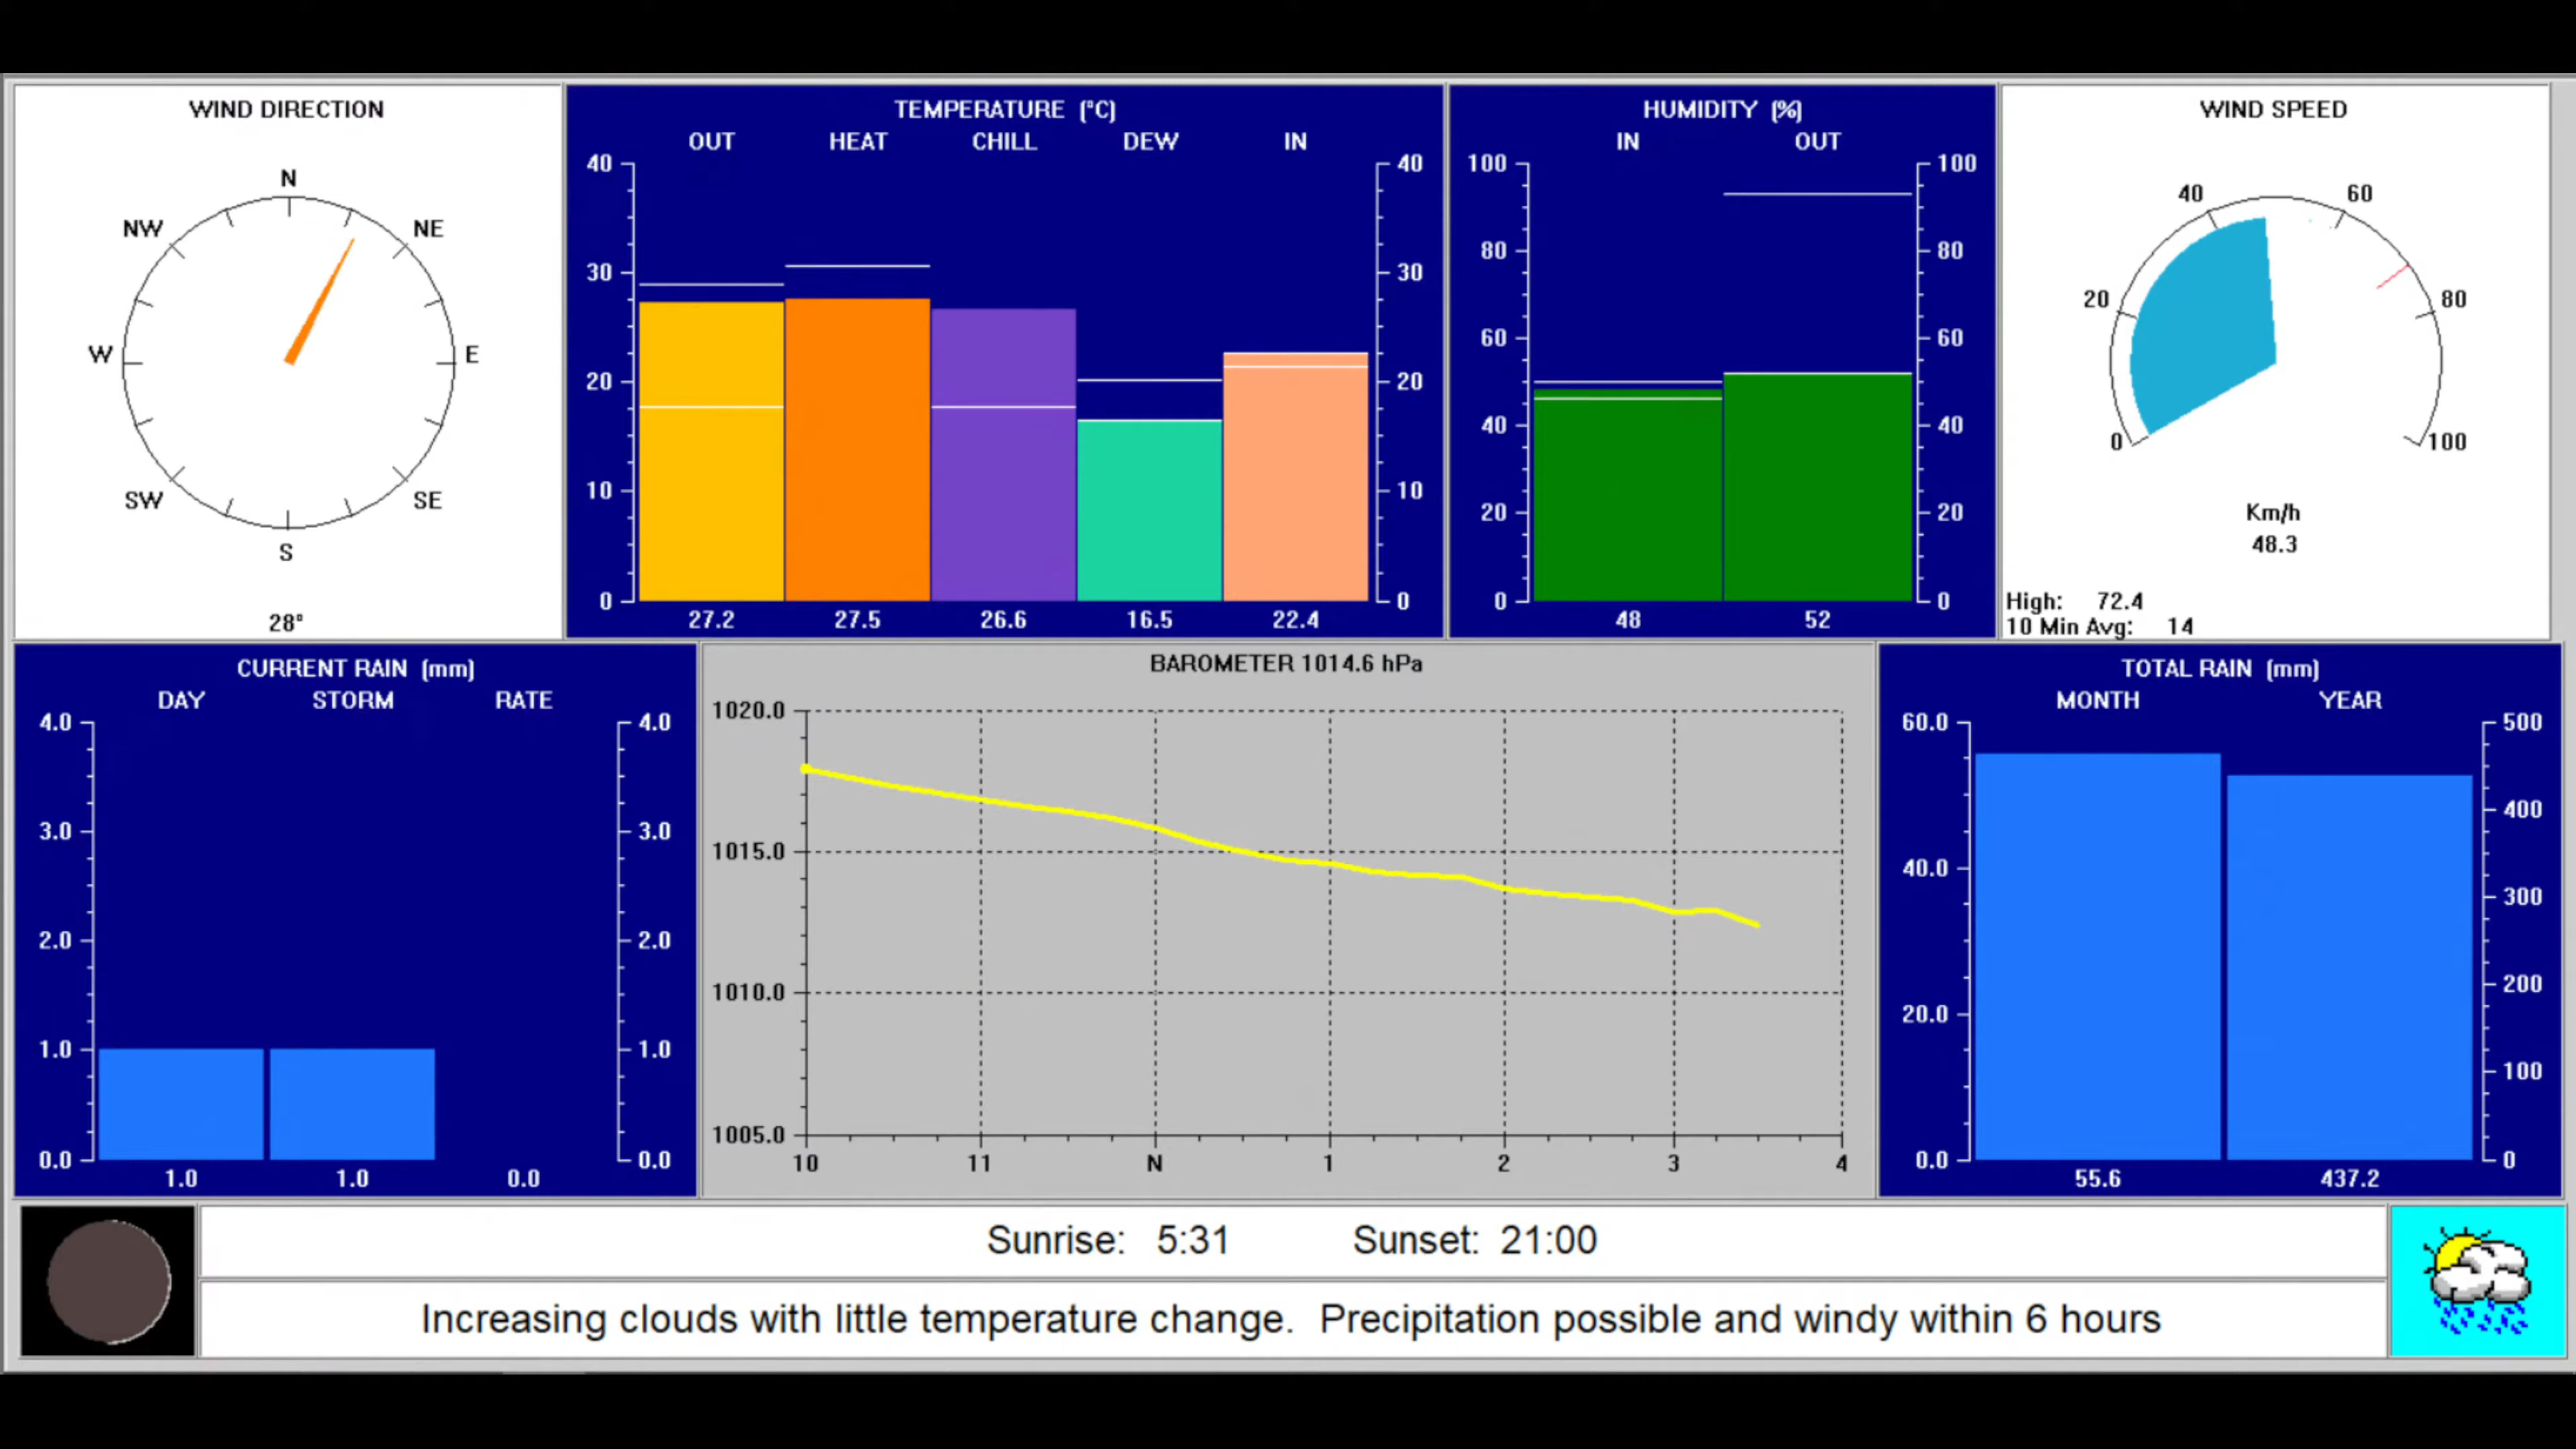 WIND DIRECTION
N
NW NE
W E
SW SE
S
28°
TEMPERATURE (°C)
OUT HEAT CHILL DEW IN
40 40
30 30
20 20
10 10
0 0
27.2 27.5 26.6 16.5 22.4
HUMIDITY (%)
IN OUT
100 100
80 80
60 60
40 40
20 20
0 0
48 52
WIND SPEED
40 60
20 80
0 100
Km/h
48.3
High: 72.4
10 Min Avg: 14
CURRENT RAIN (mm)
DAY STORM RATE
4.0 4.0
3.0 3.0
2.0 2.0
1.0 1.0
0.0 0.0
1.0 1.0 0.0
BAROMETER 1014.6 hPa
1020.0
1015.0
1010.0
1005.0
10 11 N 1 2 3 4
TOTAL RAIN (mm)
MONTH YEAR
60.0 500
400
40.0
300
200
20.0
100
0.0 0
55.6 437.2
Sunrise: 5:31 Sunset: 21:00
Increasing clouds with little temperature change. Precipitation possible and windy within 6 hours